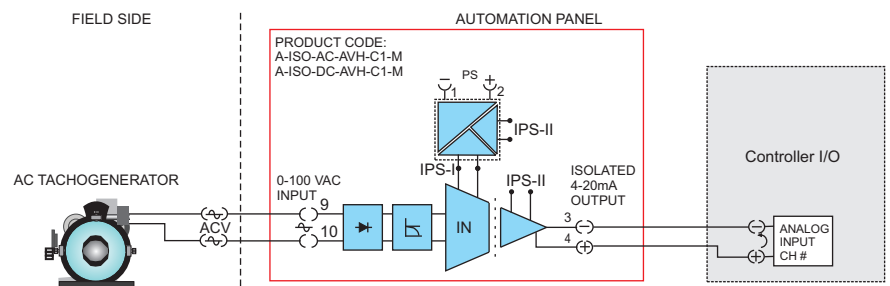 FIELD SIDE
AUTOMATION PANEL
PRODUCT CODE:
A-ISO-AC-AVH-C1-M
A-ISO-DC-AVH-C1-M
PS
1
2
IPS-II
IPS-I
AC TACHOGENERATOR
ACV
0-100 VAC
INPUT
9
10
IN
IPS-II
ISOLATED
4-20mA
OUTPUT
3
4
Controller I/O
ANALOG
INPUT
CH #